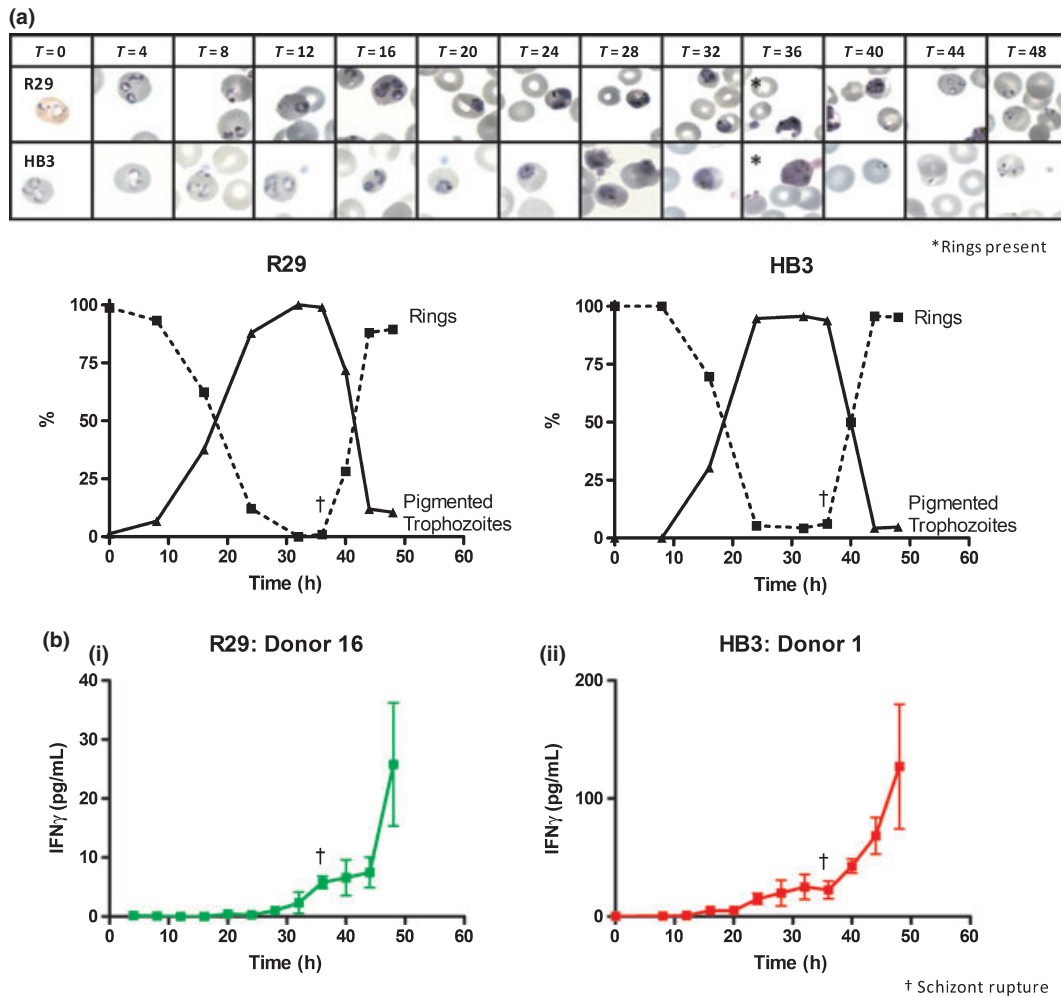 (a)
T = 0 T = 4 T = 8 T = 12 T = 16 T = 20 T = 24 T = 28 T = 32 T = 36 T = 40 T = 44 T = 48
R29 *
HB3 *
*Rings present
R29
100
75
50
25
0
%
0 10 20 30 40 50 60
Time (h)
Rings
†
Pigmented
Trophozoites
HB3
100
75
50
25
0
%
0 10 20 30 40 50 60
Time (h)
Rings
†
Pigmented
Trophozoites
(b)
(i)
R29: Donor 16
40
30
20
10
0
IFNγ (pg/mL)
†
0 10 20 30 40 50 60
Time (h)
(ii)
HB3: Donor 1
200
100
0
IFNγ (pg/mL)
†
0 10 20 30 40 50 60
Time (h)
† Schizont rupture